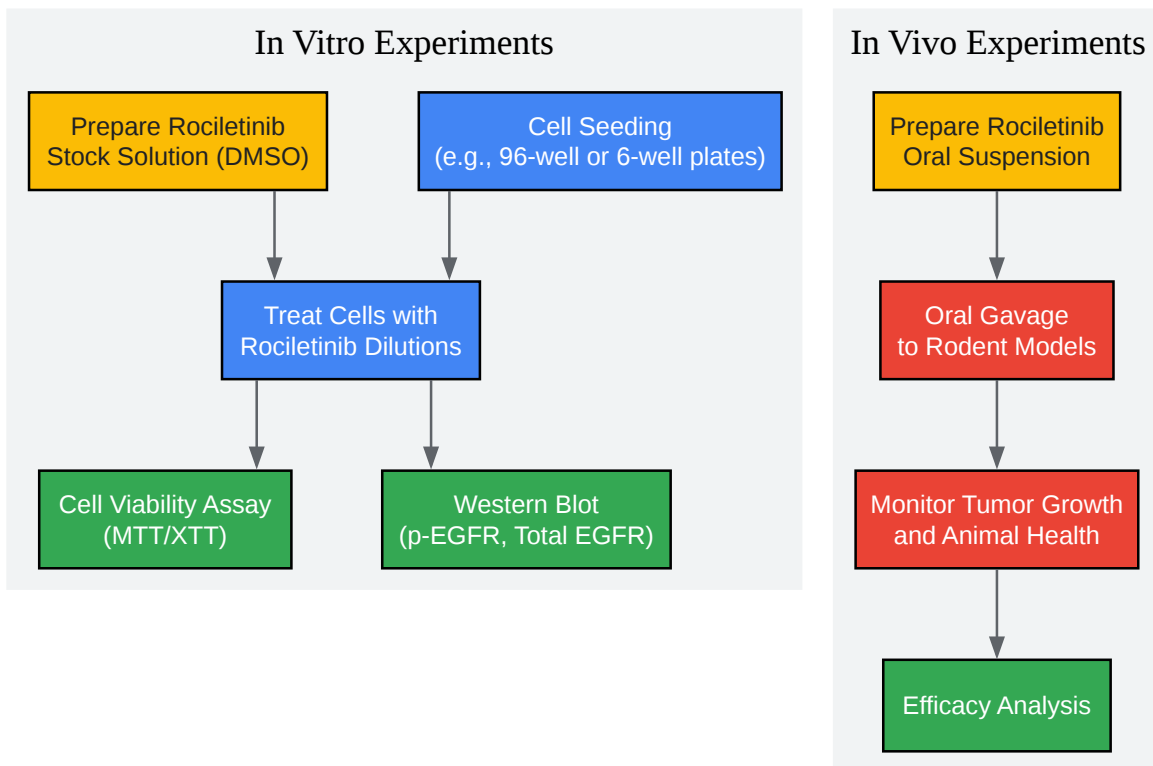 In Vitro Experiments
Prepare Rociletinib
Stock Solution (DMSO)
Cell Seeding
(e.g., 96-well or 6-well plates)
Treat Cells with
Rociletinib Dilutions
Cell Viability Assay
(MTT/XTT)
Western Blot
(p-EGFR, Total EGFR)
In Vivo Experiments
Prepare Rociletinib
Oral Suspension
Oral Gavage
to Rodent Models
Monitor Tumor Growth
and Animal Health
Efficacy Analysis